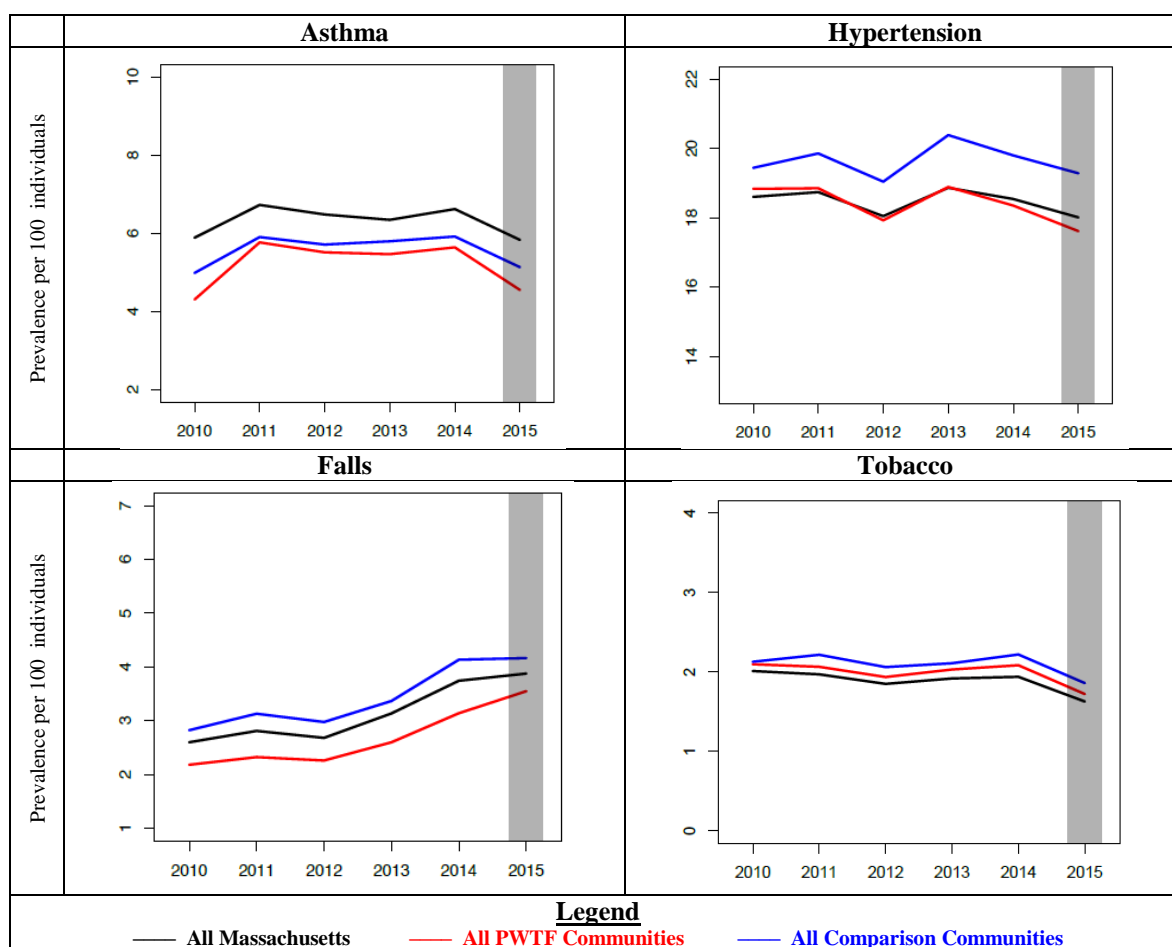 Asthma
Hypertension
Prevalence per 100 individuals
10
8
6
4
2
2010 2011 2012 2013 2014 2015
22
20
18
16
14
2010 2011 2012 2013 2014 2015
Falls
Tobacco
Prevalence per 100 individuals
7
6
5
4
3
2
1
2010 2011 2012 2013 2014 2015
4
3
2
1
0
2010 2011 2012 2013 2014 2015
Legend
All Massachusetts All PWTF Communities All Comparison Communities